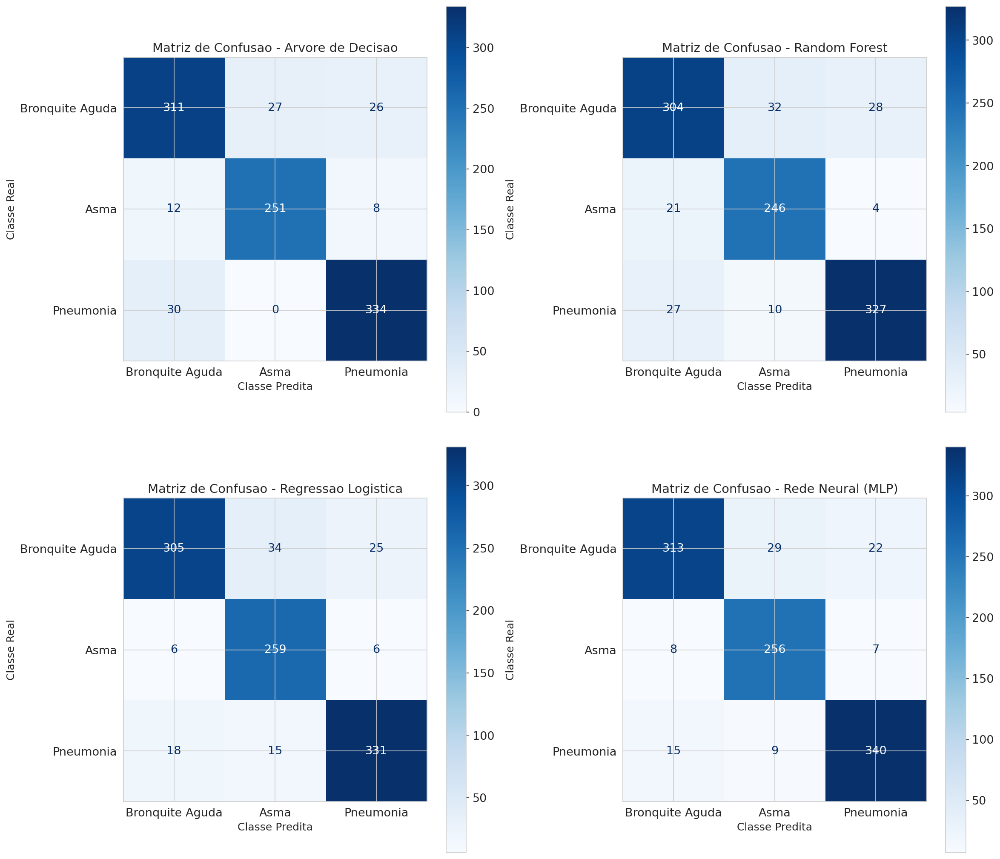 Matriz de Confusao - Arvore de Decisao
Classe Real
Bronquite Aguda
311 27 26
Asma
12 251 8
Pneumonia
30 0 334
Bronquite Aguda Asma Pneumonia
Classe Predita
300
250
200
150
100
50
0
Matriz de Confusao - Random Forest
Classe Real
Bronquite Aguda
304 32 28
Asma
21 246 4
Pneumonia
27 10 327
Bronquite Aguda Asma Pneumonia
Classe Predita
300
250
200
150
100
50
Matriz de Confusao - Regressao Logistica
Classe Real
Bronquite Aguda
305 34 25
Asma
6 259 6
Pneumonia
18 15 331
Bronquite Aguda Asma Pneumonia
Classe Predita
300
250
200
150
100
50
Matriz de Confusao - Rede Neural (MLP)
Classe Real
Bronquite Aguda
313 29 22
Asma
8 256 7
Pneumonia
15 9 340
Bronquite Aguda Asma Pneumonia
Classe Predita
300
250
200
150
100
50